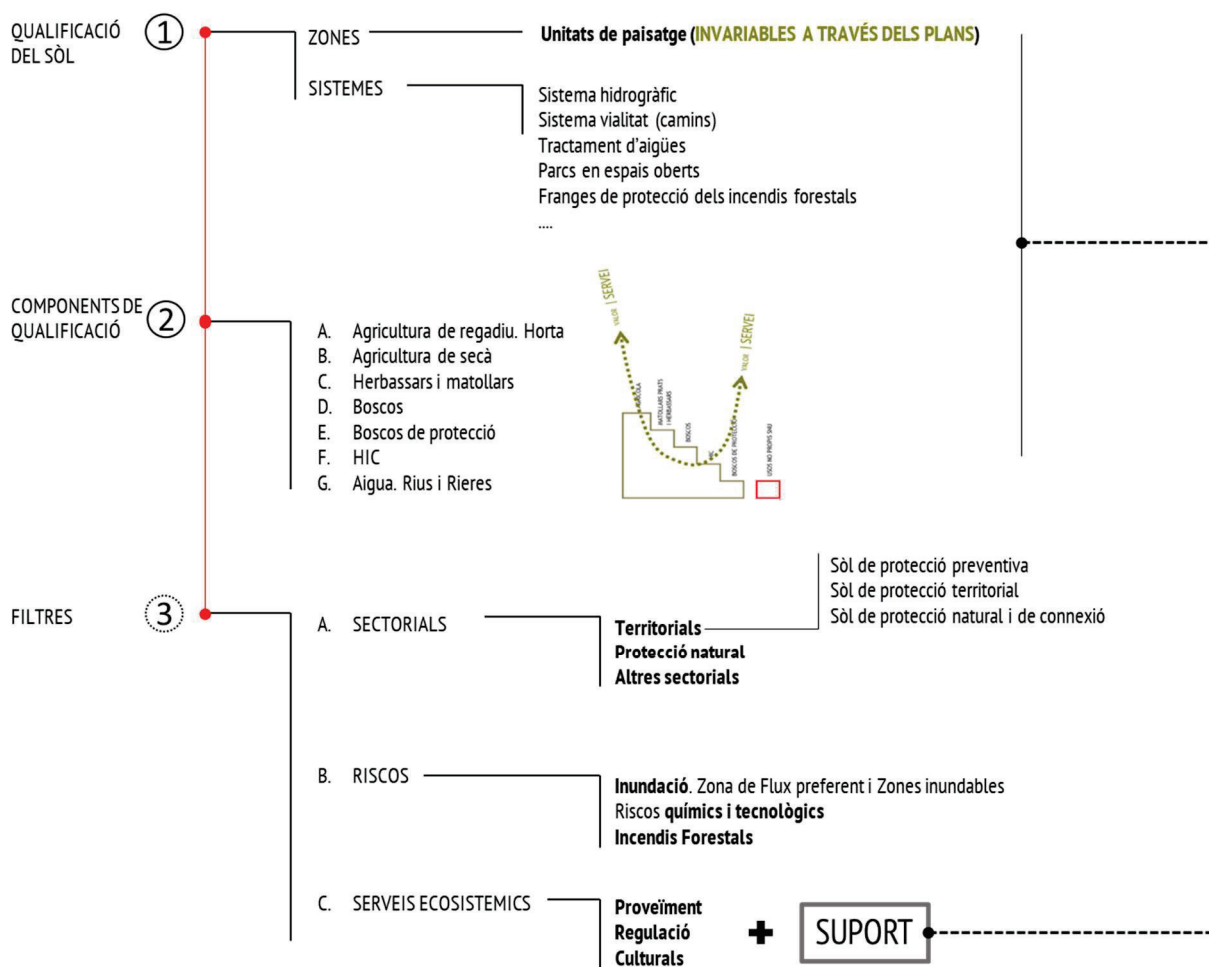 QUALIFICACIÓ
DEL SÒL
1
ZONES
Unitats de paisatge (INVARIABLES A TRAVÉS DELS PLANS)
SISTEMES
Sistema hidrogràfic
Sistema vialitat (camins)
Tractament d'aigües
Parcs en espais oberts
Franges de protecció dels incendis forestals
....
COMPONENTS DE
QUALIFICACIÓ
2
A. Agricultura de regadiu. Horta
B. Agricultura de secà
C. Herbassars i matollars
D. Boscos
E. Boscos de protecció
F. HIC
G. Aigua. Rius i Rieres
VALOR | SERVEI
VALOR | SERVEI
MATOLLARS PRATS
I HERBASSARS
BOSCOS
HIC
BOSCOS DE PROTECCIÓ
USOS NO PROPIS SNU
FILTRES
3
A. SECTORIALS
Territorials
Protecció natural
Altres sectorials
Sòl de protecció preventiva
Sòl de protecció territorial
Sòl de protecció natural i de connexió
B. RISCOS
Inundació. Zona de Flux preferent i Zones inundables
Riscos químics i tecnològics
Incendis Forestals
C. SERVEIS ECOSISTEMICS
Proveïment
Regulació
Culturals
+
SUPORT